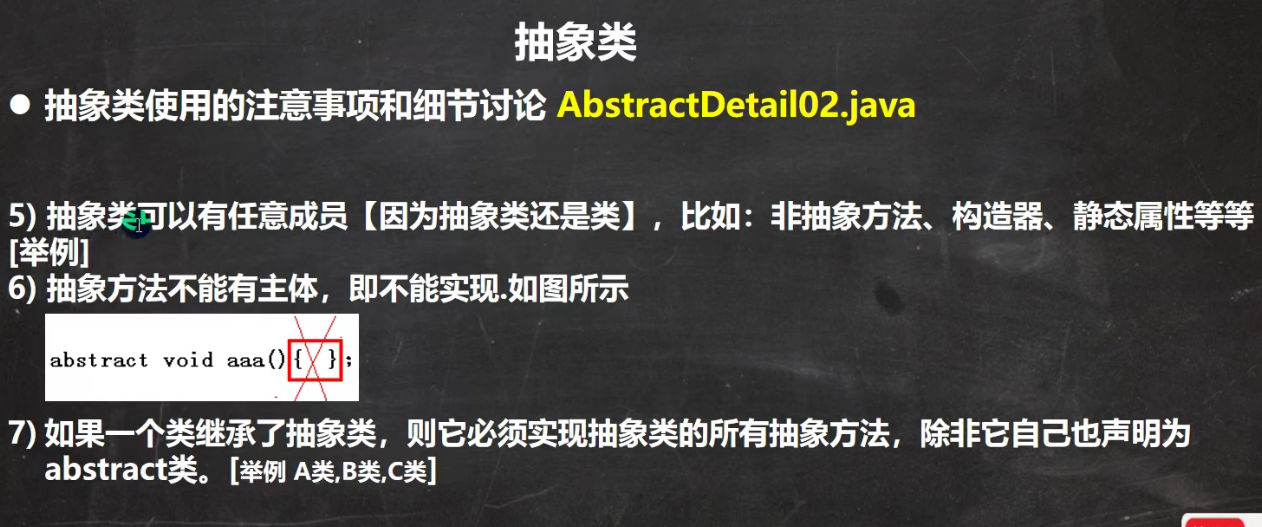 抽象类
● 抽象类使用的注意事项和细节讨论 AbstractDetail02.java
5) 抽象类可以有任意成员【因为抽象类还是类】，比如：非抽象方法、构造器、静态属性等等
[举例]
6) 抽象方法不能有主体，即不能实现.如图所示
abstract void aaa(){ };
7) 如果一个类继承了抽象类，则它必须实现抽象类的所有抽象方法，除非它自己也声明为
abstract类。[举例 A类,B类,C类]